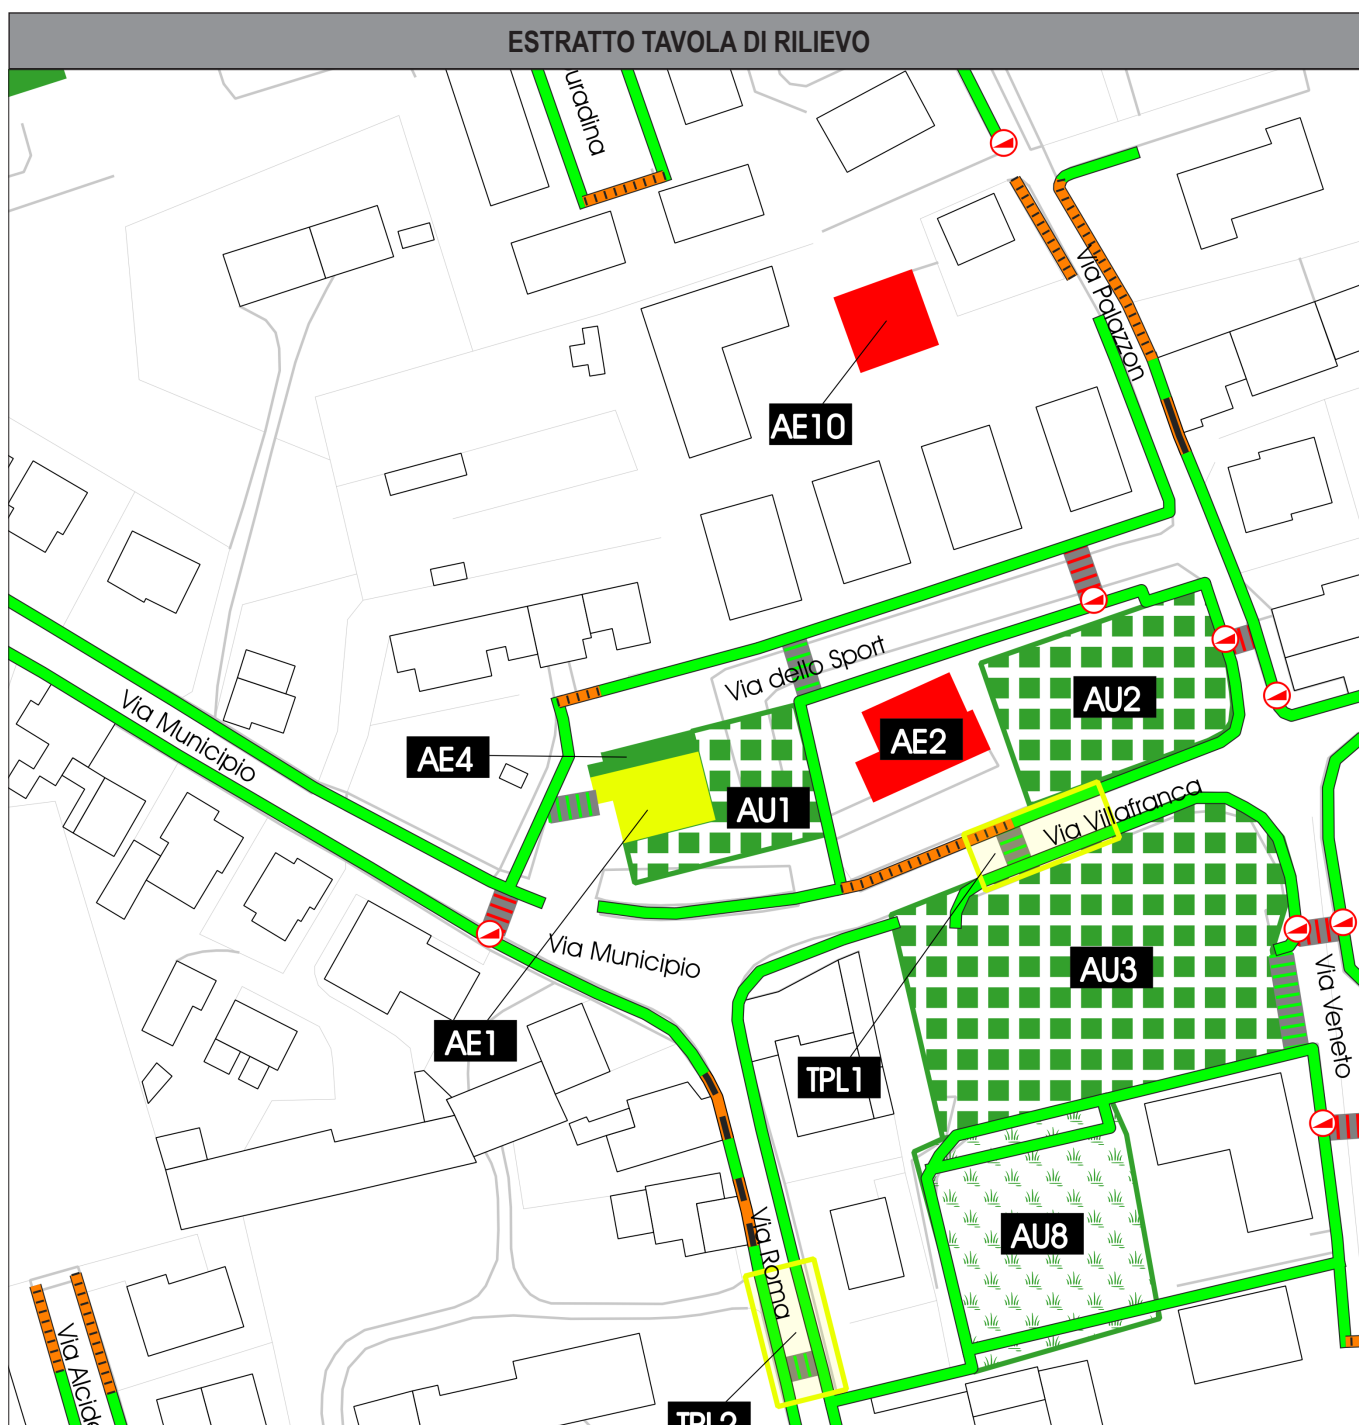 ESTRATTO TAVOLA DI RILIEVO
Via Palazzon
AE10
Via dello Sport
AU2
Via Municipio
AE2
AE4
AU1
Via Villafranca
Via Municipio
AU3
Via Veneto
AE1
TPL1
AU8
Via Roma